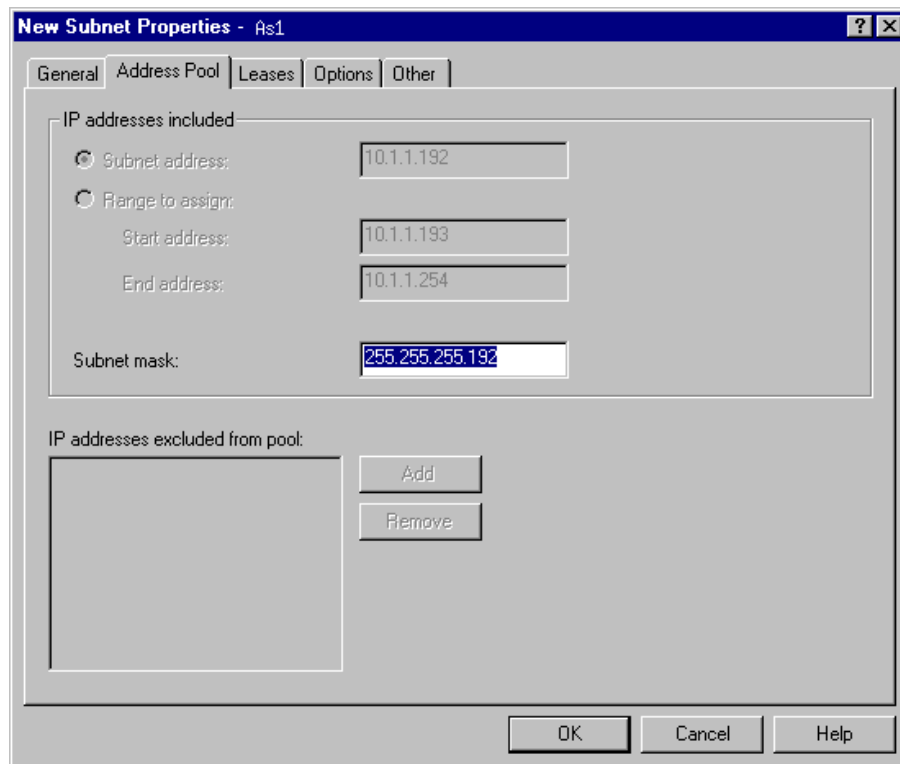 New Subnet Properties - As1
General Address Pool Leases Options Other
IP addresses included
Subnet address: 10.1.1.192
Range to assign:
Start address: 10.1.1.193
End address: 10.1.1.254
Subnet mask: 255.255.255.192
IP addresses excluded from pool:
Add
Remove
OK Cancel Help